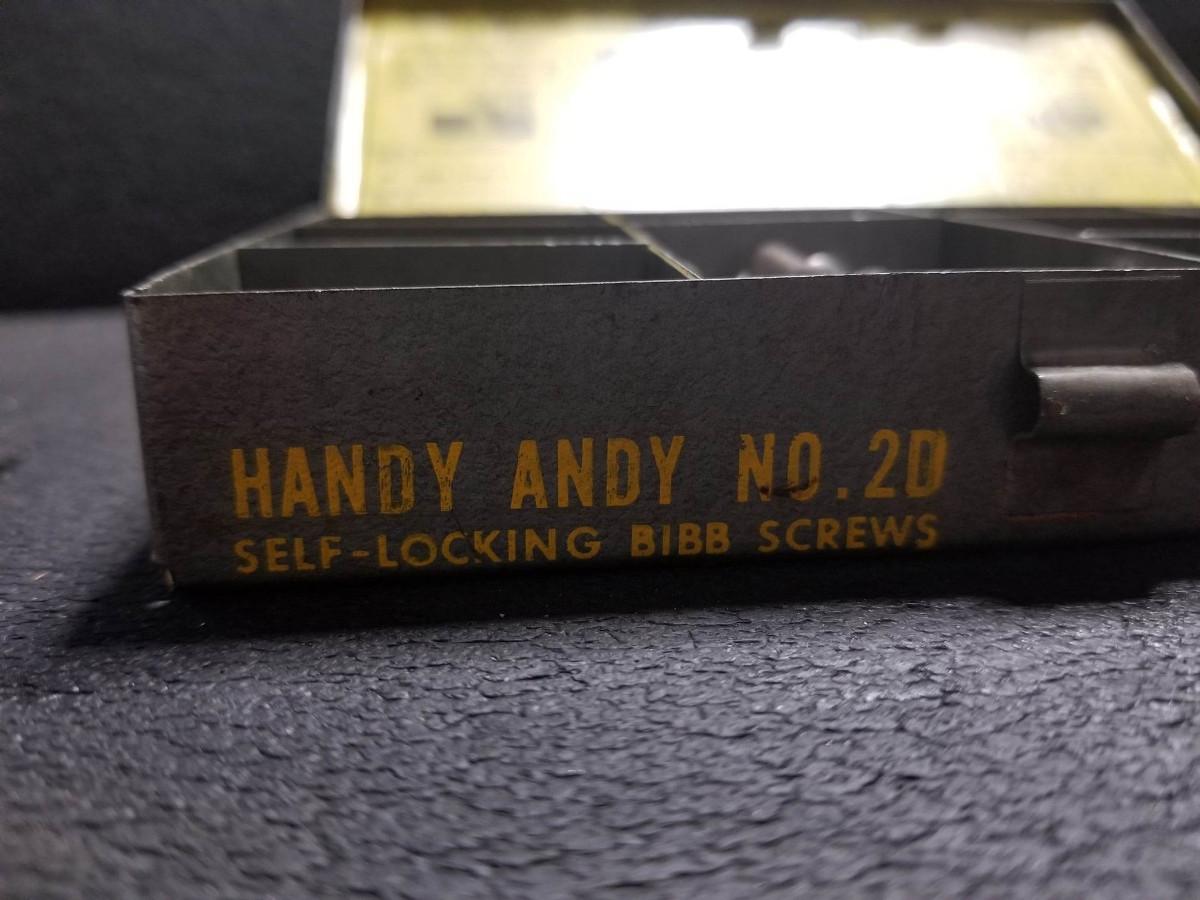 HANDY ANDY NO.2D
SELF-LOCKING BIBB SCREWS